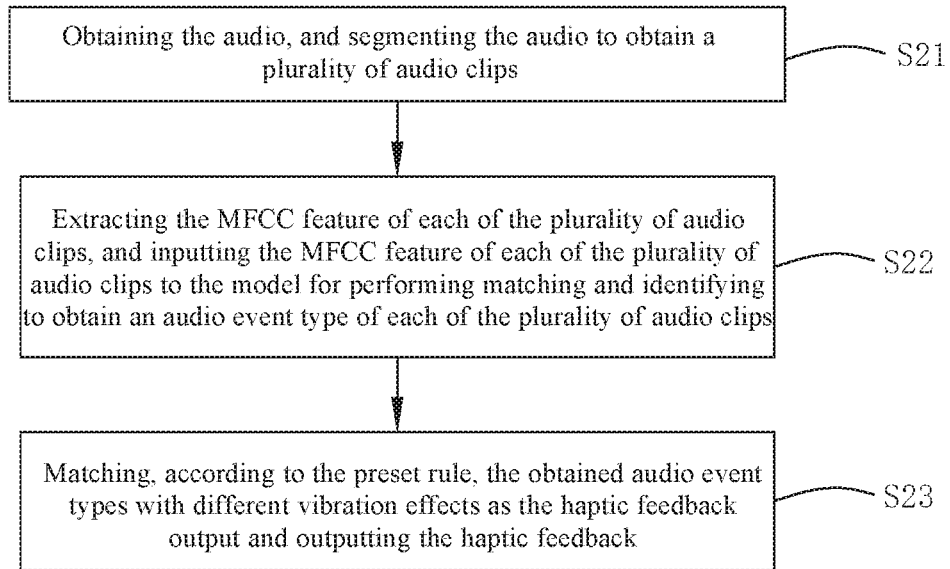 Obtaining the audio, and segmenting the audio to obtain a
plurality of audio clips
S21
Extracting the MFCC feature of each of the plurality of audio
clips, and inputting the MFCC feature of each of the plurality of
audio clips to the model for performing matching and identifying
to obtain an audio event type of each of the plurality of audio clips
S22
Matching, according to the preset rule, the obtained audio event
types with different vibration effects as the haptic feedback
output and outputting the haptic feedback
S23